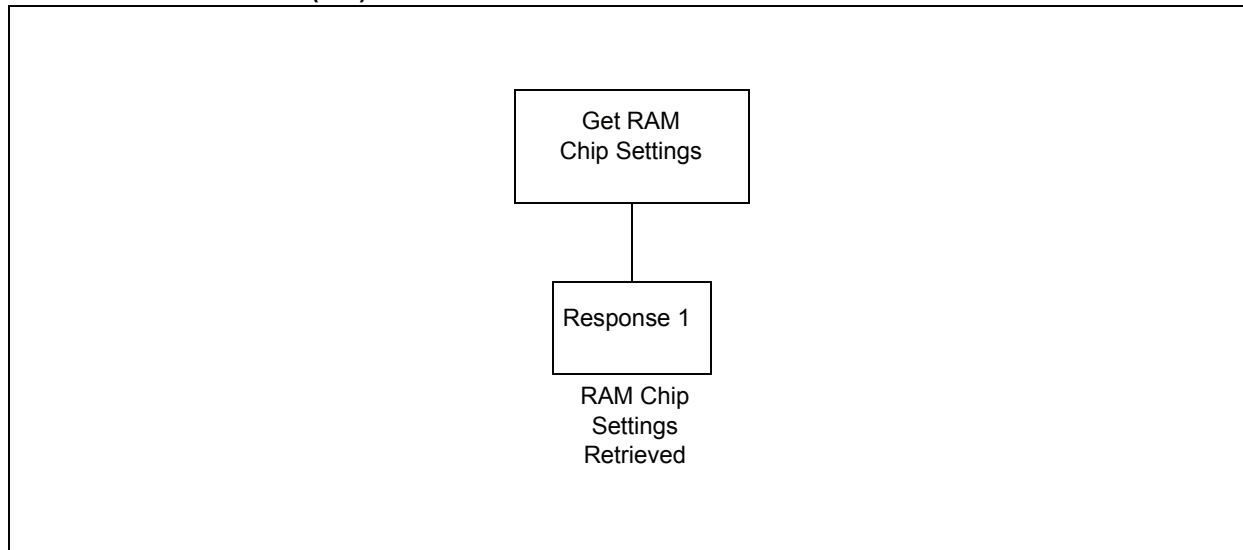 Get RAM
Chip Settings
Response 1
RAM Chip
Settings
Retrieved